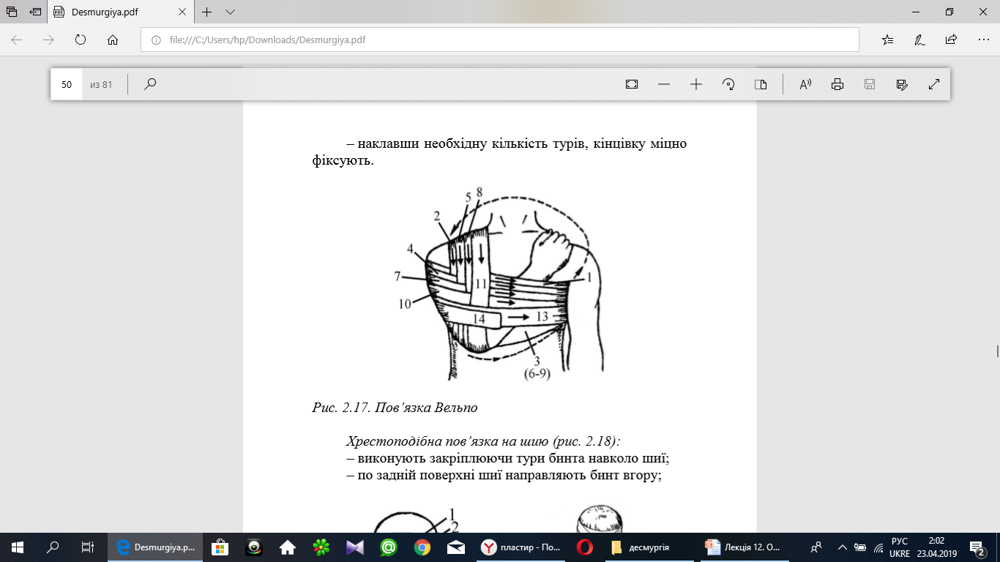 Desmurgiya.pdf
file:///C:/Users/hp/Downloads/Desmurgiya.pdf
50 из 81
– наклавши необхідну кількість турів, кінцівку міцно
фіксують.
5 8
2
4
7
11
1
10
14
13
3
(6-9)
Рис. 2.17. Пов’язка Вельпо
Хрестоподібна пов’язка на шию (рис. 2.18):
– виконують закріплюючи тури бинта навколо шиї;
– по задній поверхні шиї направляють бинт вгору;
1
2
Desmurgiya.p...
пластир - По...
десмургія
Лекція 12. О...
РУС
UKRE
2:02
23.04.2019
2